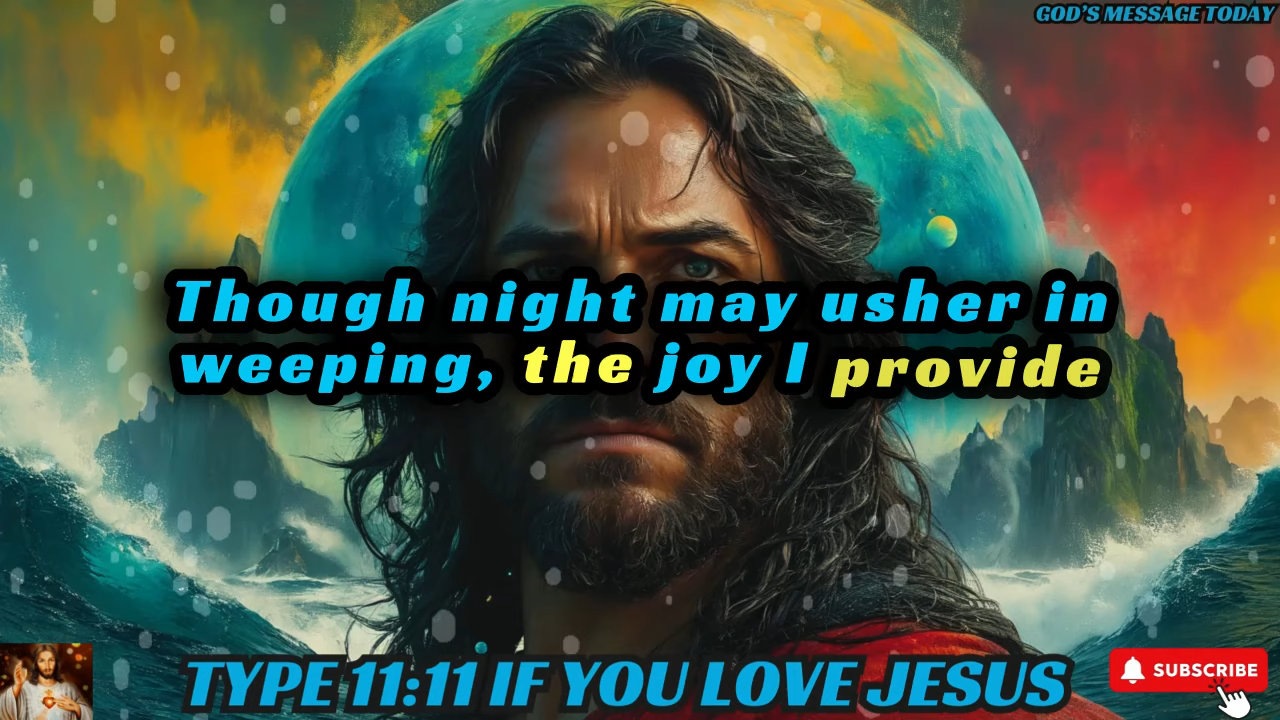 GOD'S MESSAGE TODAY
Though night may usher in
weeping, the joy I provide
TYPE 11:11 IF YOU LOVE JESUS
SUBSCRIBE